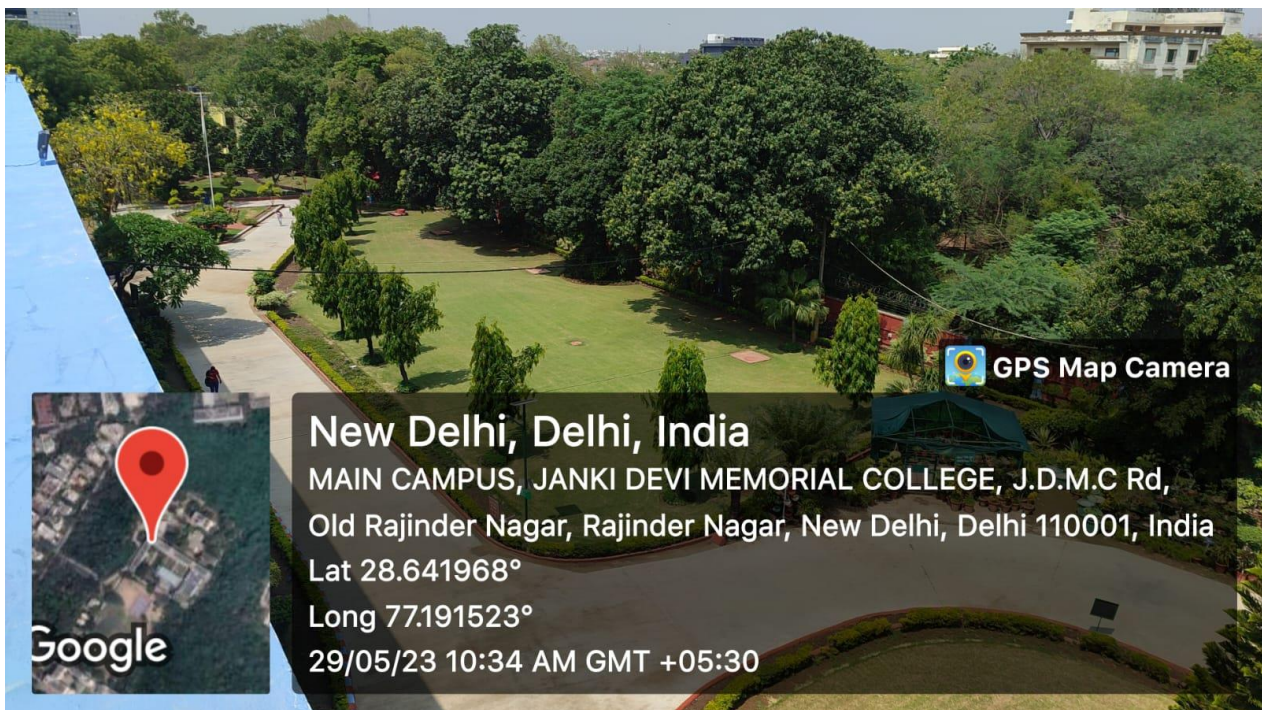 GPS Map Camera
New Delhi, Delhi, India
MAIN CAMPUS, JANKI DEVI MEMORIAL COLLEGE, J.D.M.C Rd,
Old Rajinder Nagar, Rajinder Nagar, New Delhi, Delhi 110001, India
Lat 28.641968°
Long 77.191523°
29/05/23 10:34 AM GMT +05:30
Google